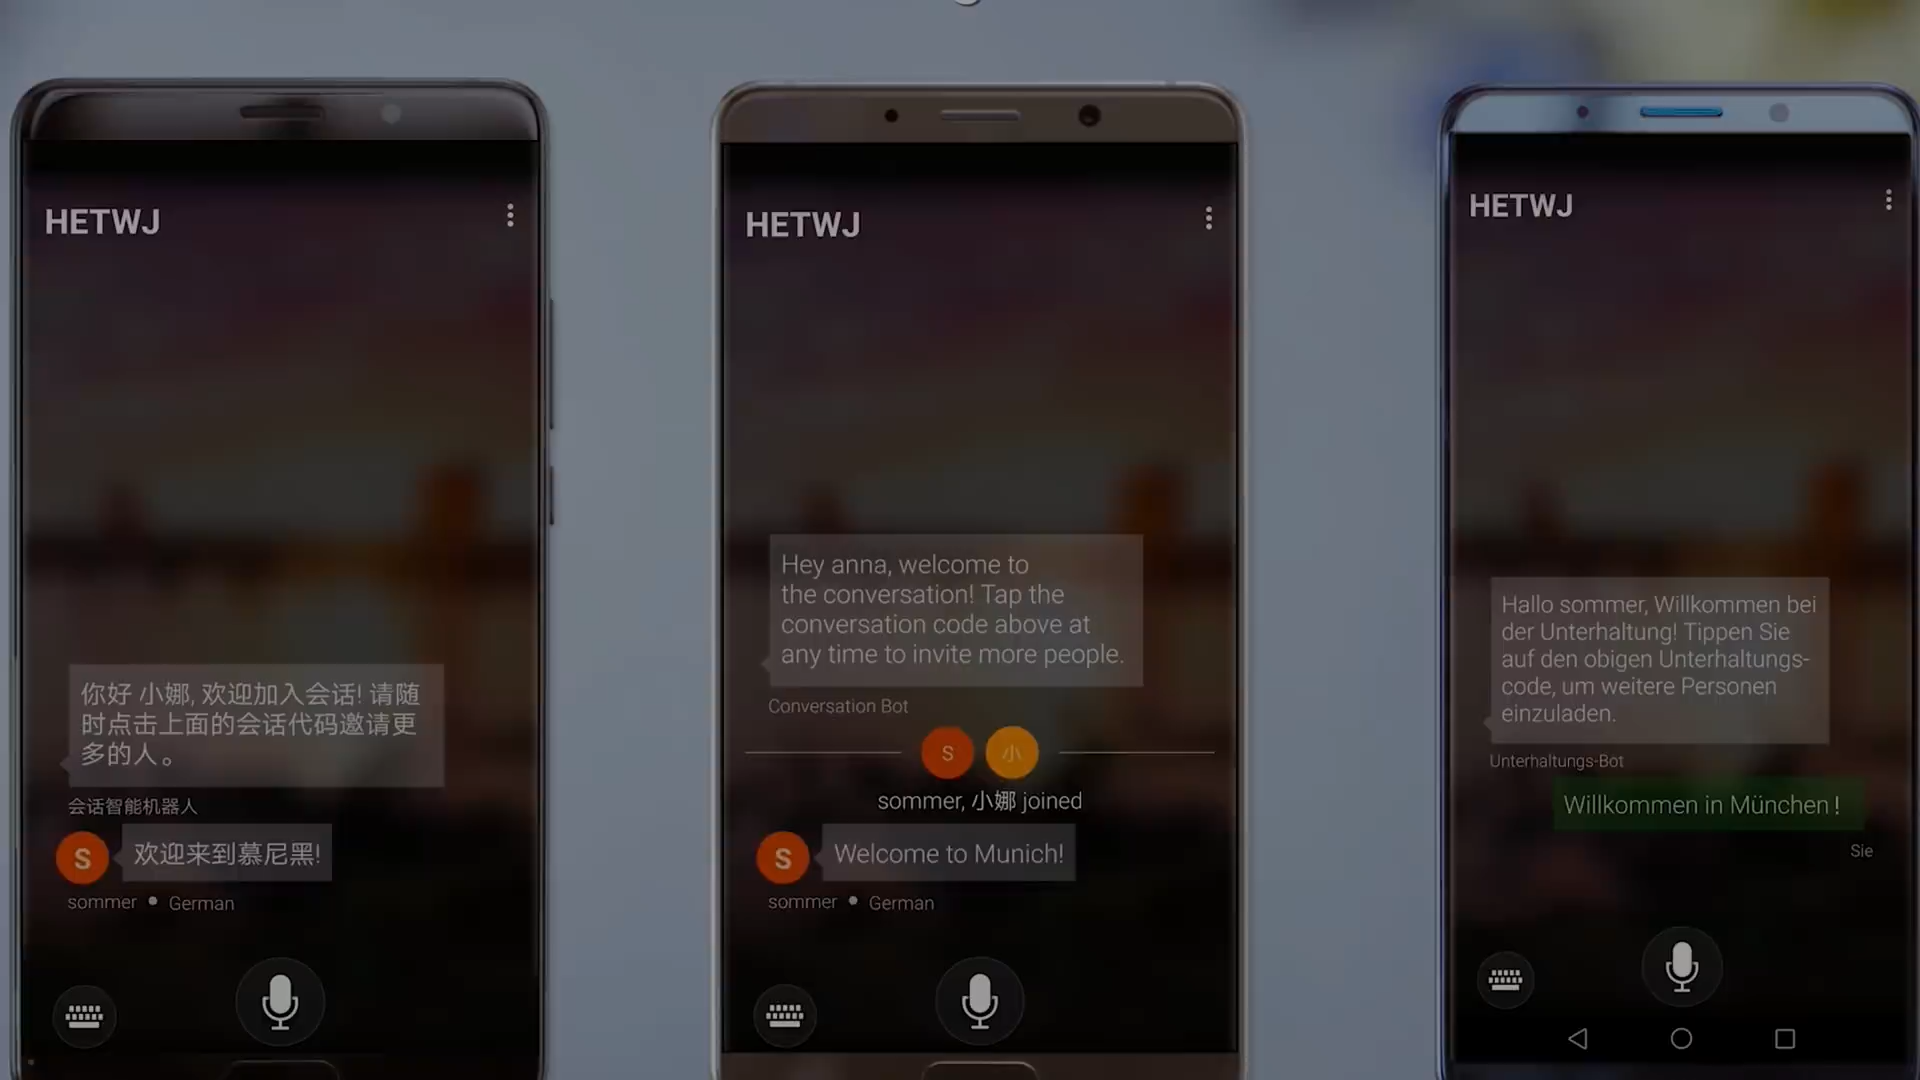 HETWJ
你好 小娜, 欢迎加入会话! 请随
时点击上面的会话代码邀请更
多的人。
会话智能机器人
S
欢迎来到慕尼黑!
sommer • German
HETWJ
Hey anna, welcome to
the conversation! Tap the
conversation code above at
any time to invite more people.
Conversation Bot
S 小
sommer, 小娜 joined
S
Welcome to Munich!
sommer • German
HETWJ
Hallo sommer, Willkommen bei
der Unterhaltung! Tippen Sie
auf den obigen Unterhaltungs-
code, um weitere Personen
einzuladen.
Unterhaltungs-Bot
Willkommen in München!
Sie